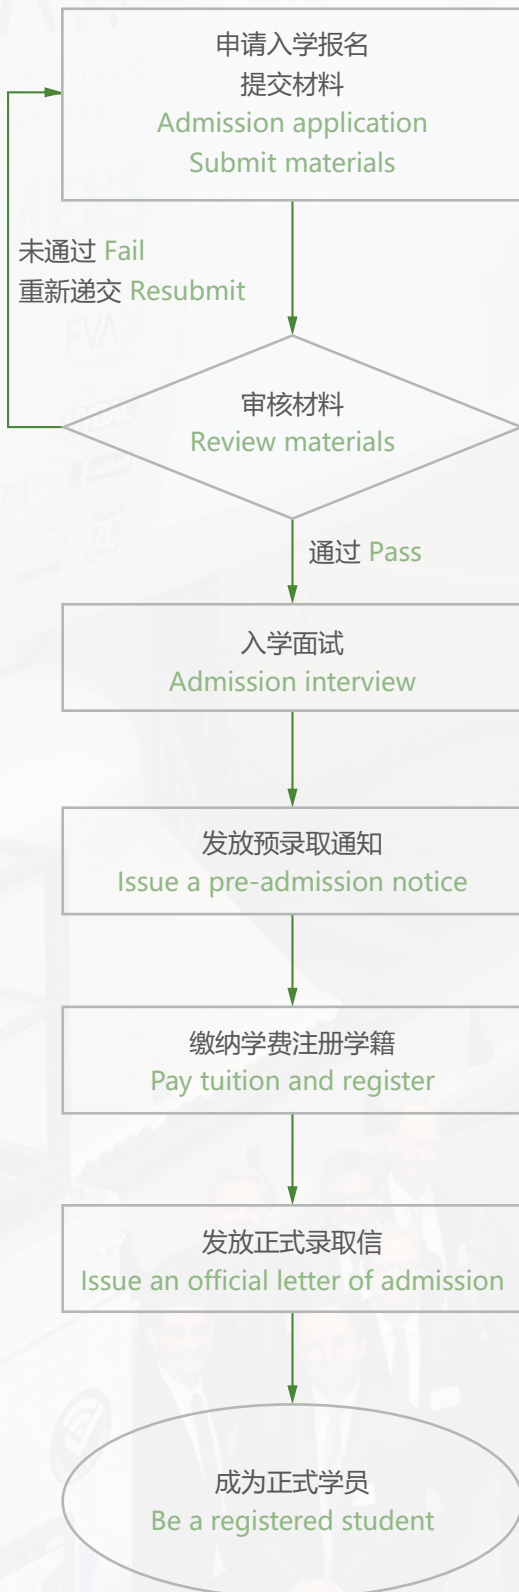 申请入学报名
提交材料
Admission application
Submit materials
未通过 Fail
重新递交 Resubmit
审核材料
Review materials
通过 Pass
入学面试
Admission interview
发放预录取通知
Issue a pre-admission notice
缴纳学费注册学籍
Pay tuition and register
发放正式录取信
Issue an official letter of admission
成为正式学员
Be a registered student
FVA